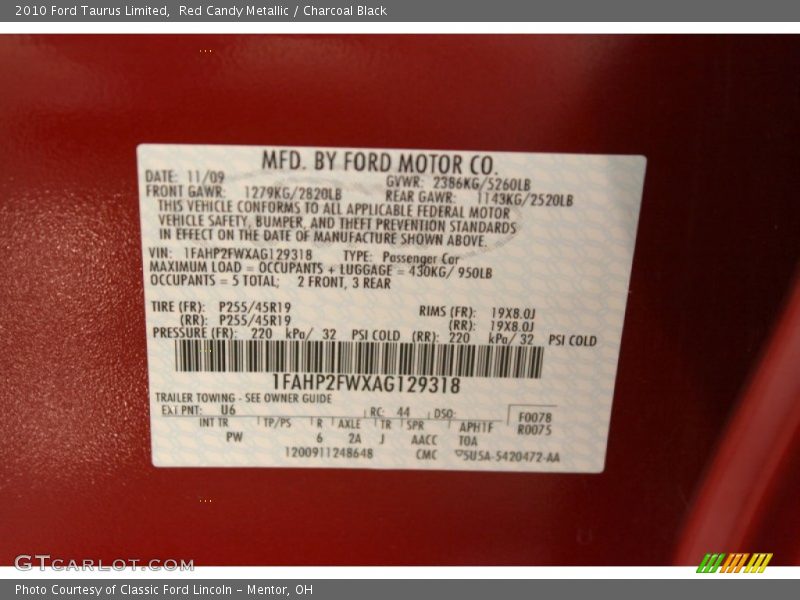 2010 Ford Taurus Limited,  Red Candy Metallic / Charcoal Black
MFD. BY FORD MOTOR CO.
DATE: 11/09 GVWR: 2386KG/5260LB
FRONT GAWR: 1279KG/2820LB REAR GAWR: 1143KG/2520LB
THIS VEHICLE CONFORMS TO ALL APPLICABLE FEDERAL MOTOR
VEHICLE SAFETY, BUMPER, AND THEFT PREVENTION STANDARDS
IN EFFECT ON THE DATE OF MANUFACTURE SHOWN ABOVE.
VIN: 1FAHP2FWXAG129318 TYPE: Passenger Car
MAXIMUM LOAD = OCCUPANTS + LUGGAGE = 430KG/ 950LB
OCCUPANTS = 5 TOTAL; 2 FRONT, 3 REAR
TIRE (FR): P255/45R19 RIMS (FR): 19X8.0J
(RR): P255/45R19 (RR): 19X8.0J
PRESSURE (FR): 220 kPa/ 32 PSI COLD (RR): 220 kPa/ 32 PSI COLD
1FAHP2FWXAG129318
TRAILER TOWING - SEE OWNER GUIDE
EXT PNT: U6 RC: 44 DSO: F0078
INT TR TP/PS R AXLE TR SPR APH1F R0075
PW 6 2A J AACC TOA
1200911248648 CMC 5U5A-5420472-AA
GTCARLOT.COM
Photo Courtesy of Classic Ford Lincoln - Mentor, OH